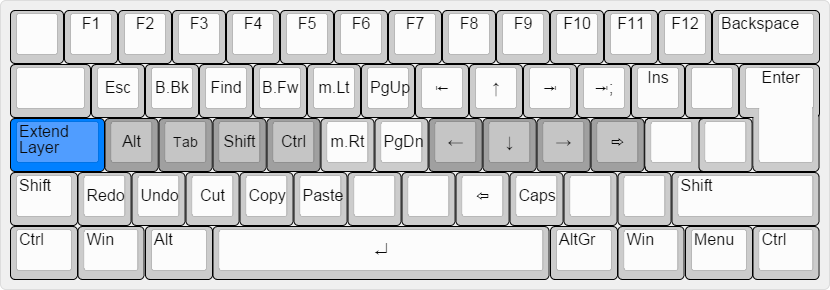 F1 F2 F3 F4 F5 F6 F7 F8 F9 F10 F11 F12 Backspace
Esc B.Bk Find B.Fw m.Lt PgUp ⇤ ↑ ⇥ ⇥; Ins Enter
Extend
Layer
Alt Tab Shift Ctrl m.Rt PgDn ← ↓ → ⇨
Shift Redo Undo Cut Copy Paste ⇦ Caps Shift
Ctrl Win Alt ↵ AltGr Win Menu Ctrl